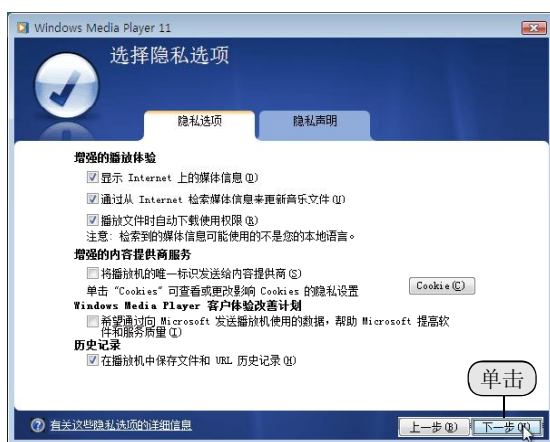 Windows Media Player 11
选择隐私选项
隐私选项
隐私声明
增强的播放体验
显示 Internet 上的媒体信息(D)
通过从 Internet 检索媒体信息来更新音乐文件(U)
播放文件时自动下载使用权限(R)
注意: 检索到的媒体信息可能使用的不是您的本地语言。
增强的内容提供商服务
将播放机的唯一标识发送给内容提供商(S)
单击 “Cookies” 可查看或更改影响 Cookies 的隐私设置
Cookie(C)
Windows Media Player 客户体验改善计划
希望通过向 Microsoft 发送播放机使用的数据,帮助 Microsoft 提高软
件和服务质量(I)
历史记录
在播放机中保存文件和 URL 历史记录(H)
单击
有关这些隐私选项的详细信息
上一步(B)
下一步(N)